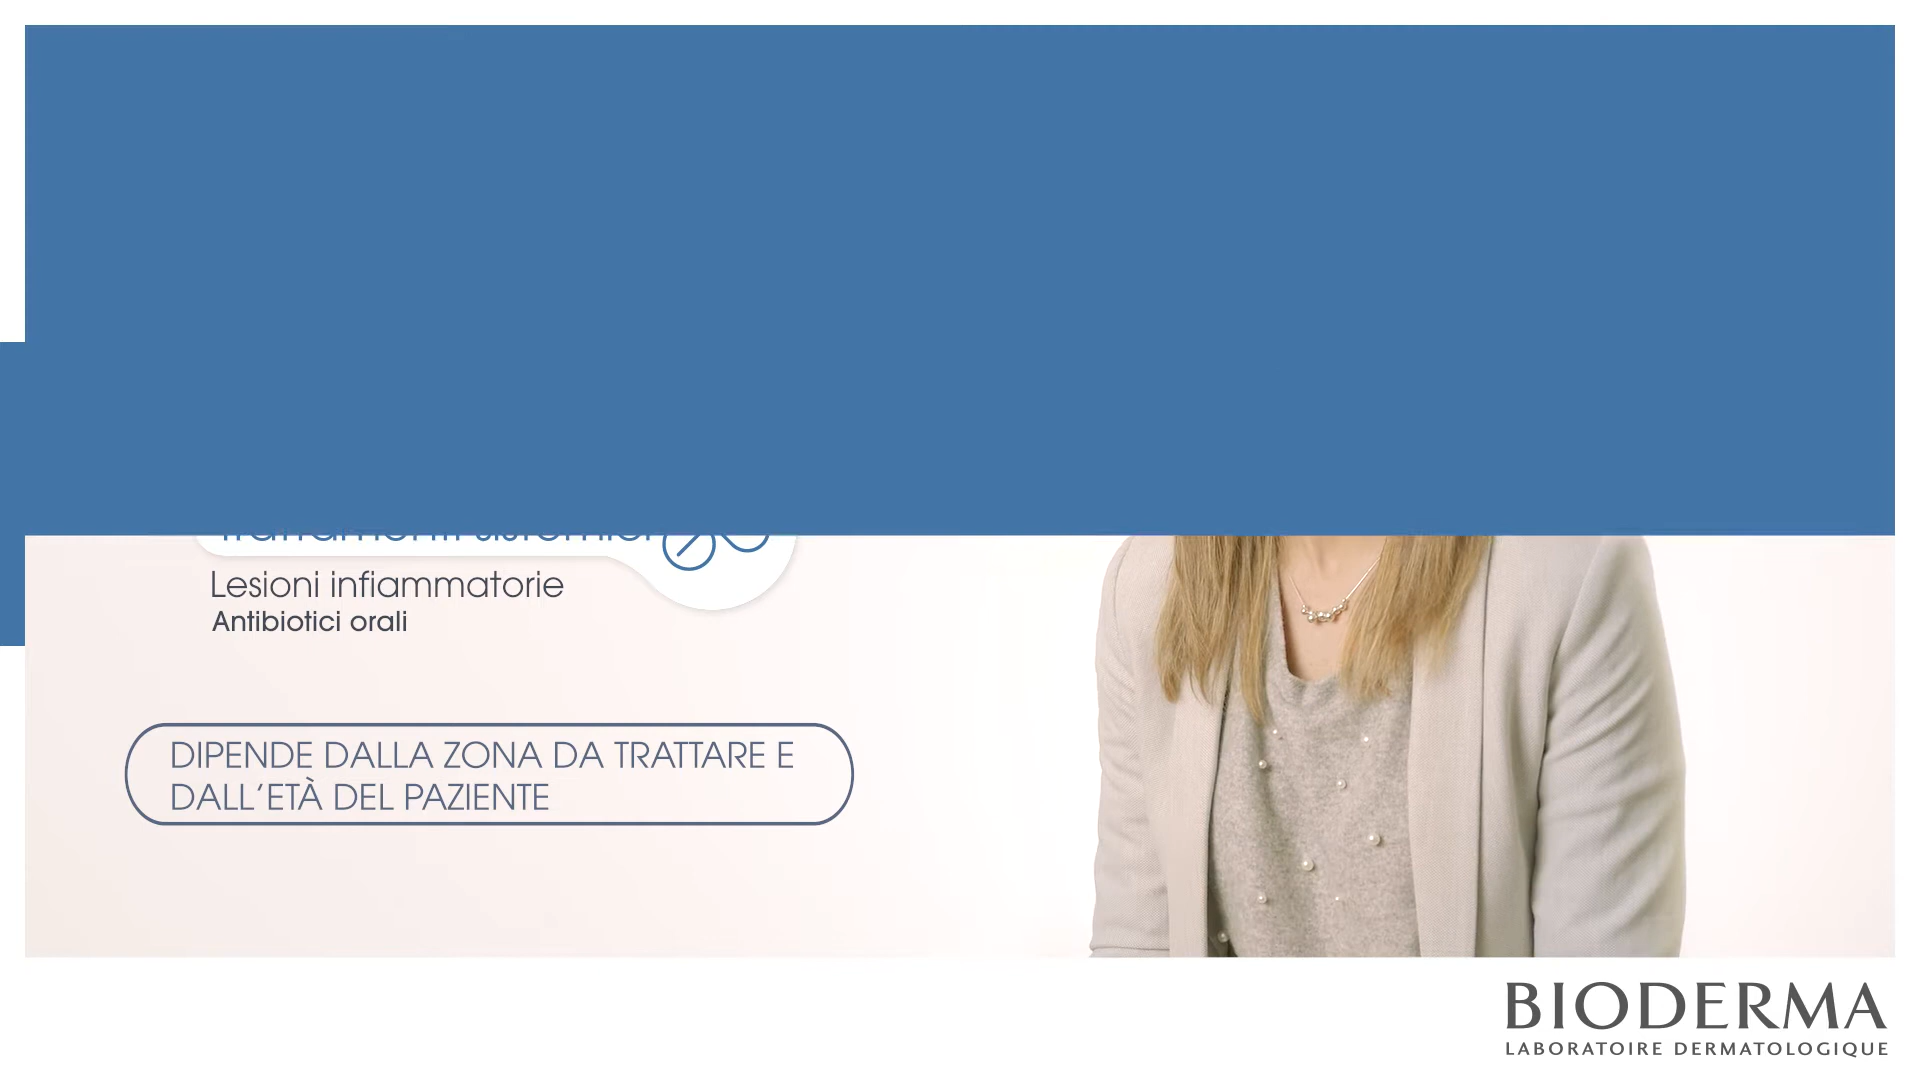 Lesioni infiammatorie
Antibiotici orali
DIPENDE DALLA ZONA DA TRATTARE E
DALL’ETÀ DEL PAZIENTE
BIODERMA
LABORATOIRE DERMATOLOGIQUE